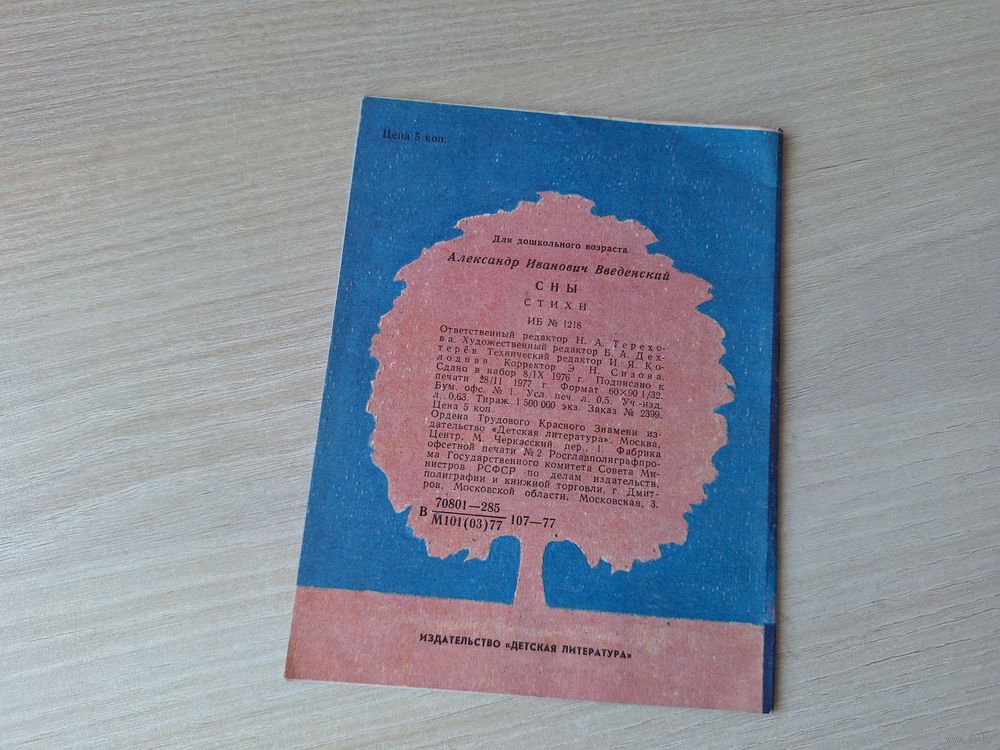 Цена 5 коп.
Для дошкольного возраста
Александр Иванович Введенский
СНЫ
СТИХИ
ИБ № 1218
Ответственный редактор Н. А. Терехо-
ва. Художественный редактор Б. А. Дех-
терёв. Технический редактор И. Я. Ко-
лодная. Корректор Э. Н. Сизова.
Сдано в набор 8/IX 1976 г. Подписано к
печати 28/II 1977 г. Формат 60×90 1/32.
Бум. офс. № 1. Усл. печ. л. 0,5. Уч.-изд.
л. 0,63. Тираж 1 500 000 экз. Заказ № 2399.
Цена 5 коп.
Ордена Трудового Красного Знамени из-
дательство «Детская литература». Москва,
Центр, М. Черкасский пер., 1. Фабрика
офсетной печати № 2 Росглавполиграфпро-
ма Государственного комитета Совета Ми-
нистров РСФСР по делам издательств,
полиграфии и книжной торговли, г. Дмит-
ров, Московской области, Московская, 3.
В 70801—285
М101(03)77 107—77
ИЗДАТЕЛЬСТВО «ДЕТСКАЯ ЛИТЕРАТУРА»